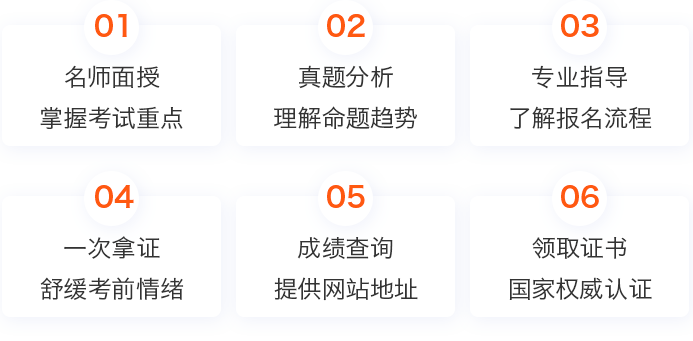 01
名师面授
掌握考试重点
02
真题分析
理解命题趋势
03
专业指导
了解报名流程
04
一次拿证
舒缓考前情绪
05
成绩查询
提供网站地址
06
领取证书
国家权威认证